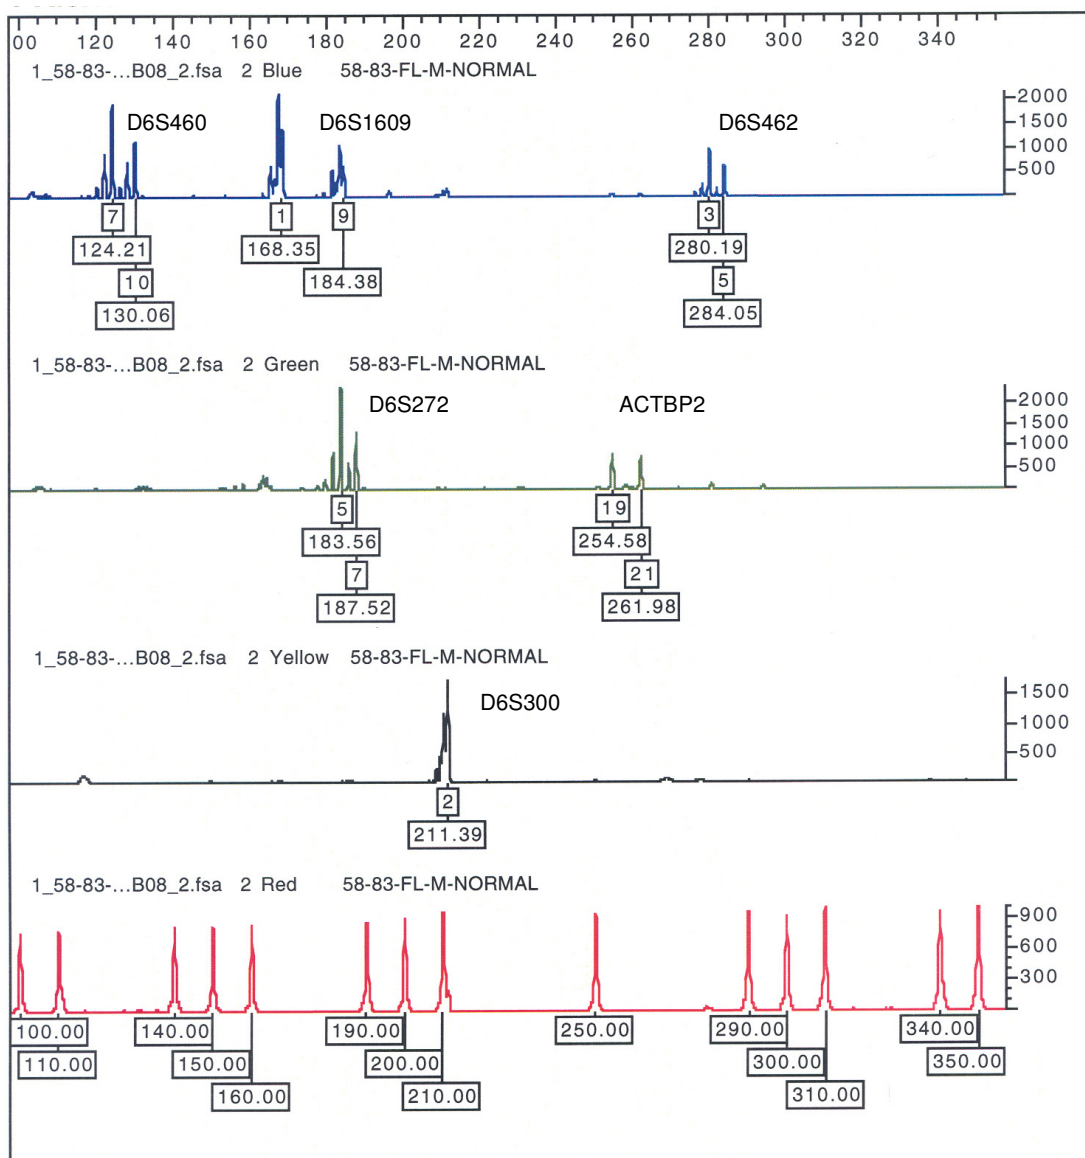 00 120 140 160 180 200 220 240 260 280 300 320 340
1_58-83-...B08_2.fsa 2 Blue 58-83-FL-M-NORMAL
D6S460 D6S1609 D6S462
2000
1500
1000
500
7 1 9 3
124.21 168.35 280.19
10 184.38 5
130.06 284.05
1_58-83-...B08_2.fsa 2 Green 58-83-FL-M-NORMAL
D6S272 ACTBP2
2000
1500
1000
500
5 19
183.56 254.58
7 21
187.52 261.98
1_58-83-...B08_2.fsa 2 Yellow 58-83-FL-M-NORMAL
D6S300
1500
1000
500
2
211.39
1_58-83-...B08_2.fsa 2 Red 58-83-FL-M-NORMAL
900
600
300
100.00 140.00 190.00 250.00 290.00 340.00
110.00 150.00 200.00 300.00 350.00
160.00 210.00 310.00